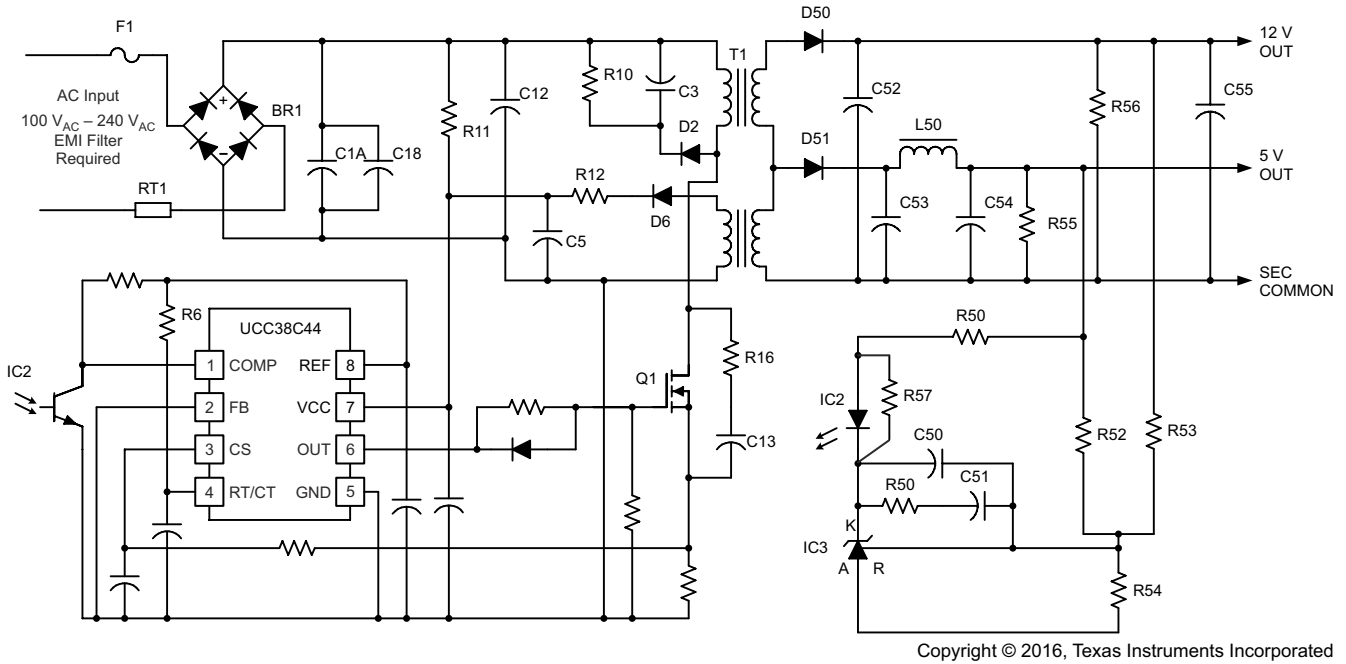 F1
D50
12 V
OUT
T1
AC Input
100 VAC – 240 VAC
EMI Filter
Required
BR1
+
–
C12
R10
C3
C52
R56
C55
R11
C1A
C18
D2
D51
L50
5 V
OUT
RT1
R12
D6
C5
C53
C54
R55
SEC
COMMON
R6
UCC38C44
R50
IC2
1
COMP
REF
8
R16
Q1
2
FB
VCC
7
IC2
R57
3
CS
OUT
6
C13
C50
R52
R53
4
RT/CT
GND
5
R50
C51
K
IC3
A
R
R54
Copyright © 2016, Texas Instruments Incorporated